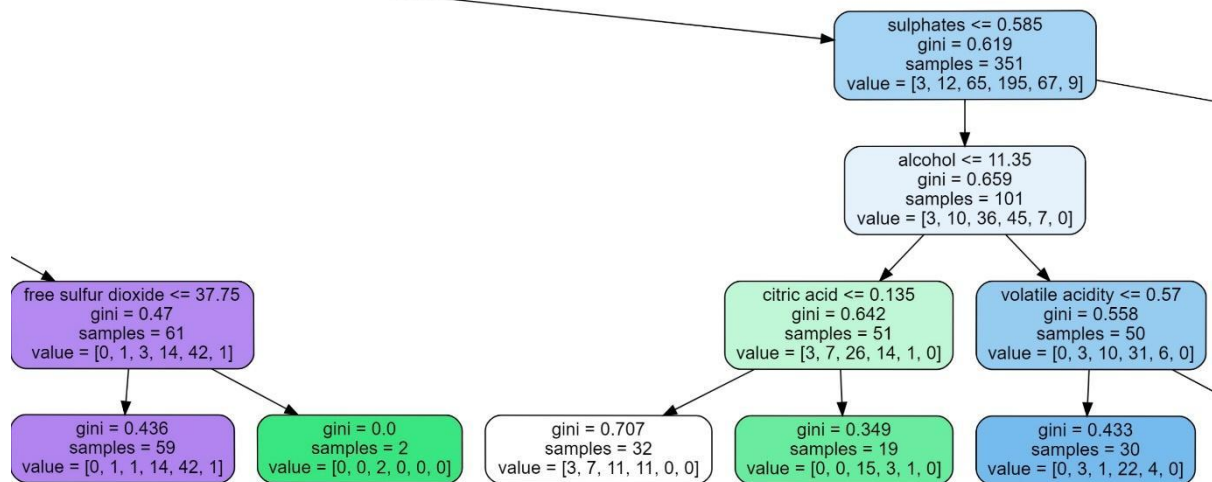 sulphates <= 0.585
gini = 0.619
samples = 351
value = [3, 12, 65, 195, 67, 9]
alcohol <= 11.35
gini = 0.659
samples = 101
value = [3, 10, 36, 45, 7, 0]
free sulfur dioxide <= 37.75
gini = 0.47
samples = 61
value = [0, 1, 3, 14, 42, 1]
citric acid <= 0.135
gini = 0.642
samples = 51
value = [3, 7, 26, 14, 1, 0]
volatile acidity <= 0.57
gini = 0.558
samples = 50
value = [0, 3, 10, 31, 6, 0]
gini = 0.436
samples = 59
value = [0, 1, 1, 14, 42, 1]
gini = 0.0
samples = 2
value = [0, 0, 2, 0, 0, 0]
gini = 0.707
samples = 32
value = [3, 7, 11, 11, 0, 0]
gini = 0.349
samples = 19
value = [0, 0, 15, 3, 1, 0]
gini = 0.433
samples = 30
value = [0, 3, 1, 22, 4, 0]